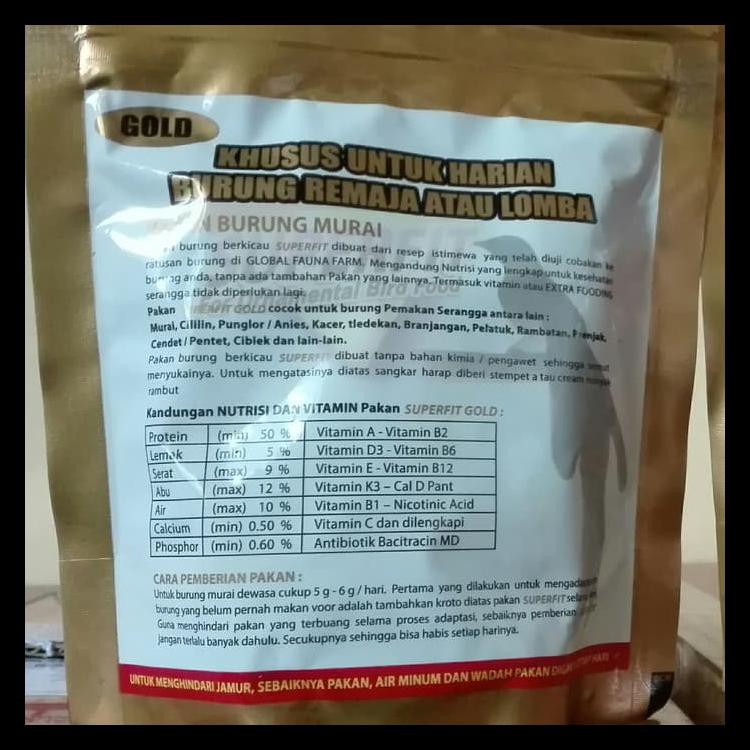 GOLD
KHUSUS UNTUK HARIAN
BURUNG REMAJA ATAU LOMBA
BURUNG MURAI
burung berkicau SUPERFIT dibuat dari resep istimewa yang telah diuji cobakan ke
ratusan burung di GLOBAL FAUNA FARM. Mengandung Nutrisi yang lengkap untuk kesehatan
burung anda, tanpa ada tambahan Pakan yang lainnya. Termasuk vitamin atau EXTRA FOODING
serangga tidak diperlukan lagi.
Ornamental Bird Food
Pakan SUPERFIT GOLD cocok untuk burung Pemakan Serangga antara lain :
Murai, Cililin, Punglor / Anies, Kacer, tledekan, Branjangan, Pelatuk, Rambatan, Prenjak,
Cendet / Pentet, Ciblek dan lain-lain.
Pakan burung berkicau SUPERFIT dibuat tanpa bahan kimia / pengawet sehingga semut
menyukainya. Untuk mengatasinya diatas sangkar harap diberi stempet a tau cream minyak
rambut
Kandungan NUTRISI DAN VITAMIN Pakan SUPERFIT GOLD :
Protein (min) 50 % Vitamin A - Vitamin B2
Lemak (min) 5 % Vitamin D3 - Vitamin B6
Serat (max) 9 % Vitamin E - Vitamin B12
Abu (max) 12 % Vitamin K3 – Cal D Pant
Air (max) 10 % Vitamin B1 – Nicotinic Acid
Calcium (min) 0.50 % Vitamin C dan dilengkapi
Phosphor (min) 0.60 % Antibiotik Bacitracin MD
CARA PEMBERIAN PAKAN :
Untuk burung murai dewasa cukup 5 g - 6 g / hari. Pertama yang dilakukan untuk
burung yang belum pernah makan voor adalah tambahkan kroto diatas pakan SUPERFIT
Guna menghindari pakan yang terbuang selama proses adaptasi, sebaiknya pemberian
jangan terlalu banyak dahulu. Secukupnya sehingga bisa habis setiap harinya.
UNTUK MENGHINDARI JAMUR, SEBAIKNYA PAKAN, AIR MINUM DAN WADAH PAKAN HARI